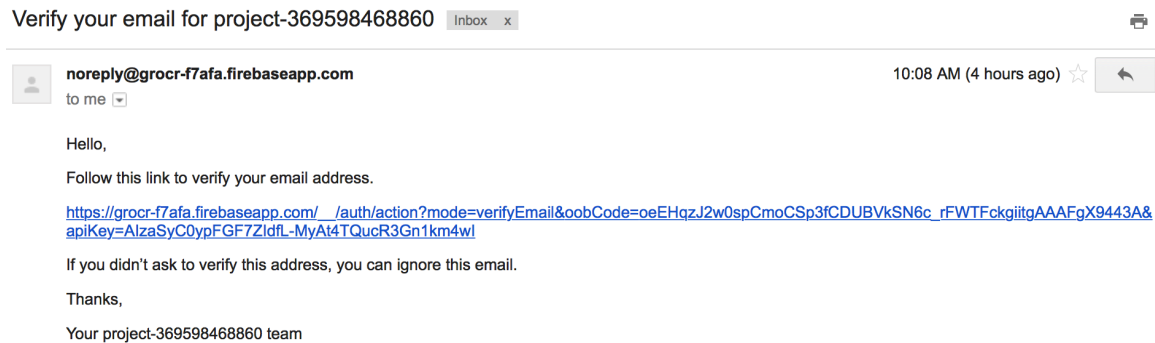 Verify your email for project-369598468860 Inbox x
noreply@grocr-f7afa.firebaseapp.com 10:08 AM (4 hours ago)
to me
Hello,
Follow this link to verify your email address.
https://grocr-f7afa.firebaseapp.com/__/auth/action?mode=verifyEmail&oobCode=oeEHqzJ2w0spCmoCSp3fCDUBVkSN6c_rFWTFckgiitgAAAFgX9443A&
apiKey=AIzaSyC0ypFGF7ZIdfL-MyAt4TQucR3Gn1km4wI
If you didn’t ask to verify this address, you can ignore this email.
Thanks,
Your project-369598468860 team